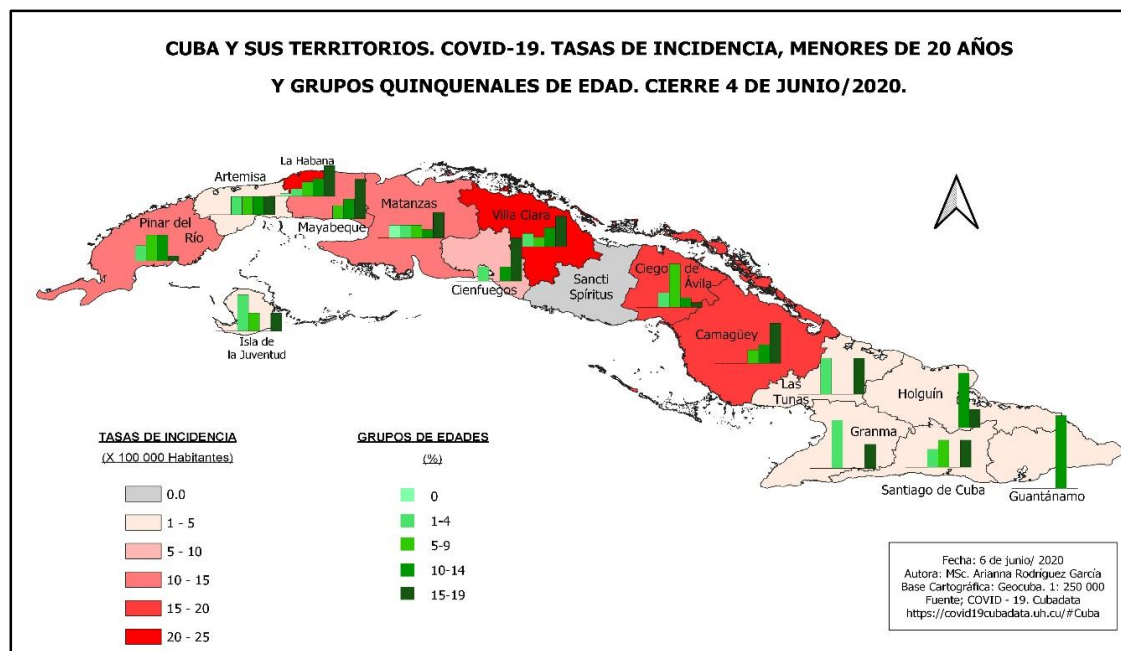 CUBA Y SUS TERRITORIOS. COVID-19. TASAS DE INCIDENCIA, MENORES DE 20 AÑOS
Y GRUPOS QUINQUENALES DE EDAD. CIERRE 4 DE JUNIO/2020.
La Habana
Artemisa
Pinar del
Río
Mayabeque
Matanzas
Villa Clara
Cienfuegos
Sancti
Spíritus
Ciego de
Ávila
Camagüey
Isla de
la Juventud
Las
Tunas
Holguín
Granma
Santiago de Cuba
Guantánamo
TASAS DE INCIDENCIA
(X 100 000 Habitantes)
0.0
1 - 5
5 - 10
10 - 15
15 - 20
20 - 25
GRUPOS DE EDADES
(%)
0
1-4
5-9
10-14
15-19
Fecha: 6 de junio/ 2020
Autora: MSc. Arianna Rodríguez García
Base Cartográfica: Geocuba. 1: 250 000
Fuente; COVID - 19. Cubadata
https://covid19cubadata.uh.cu/#Cuba